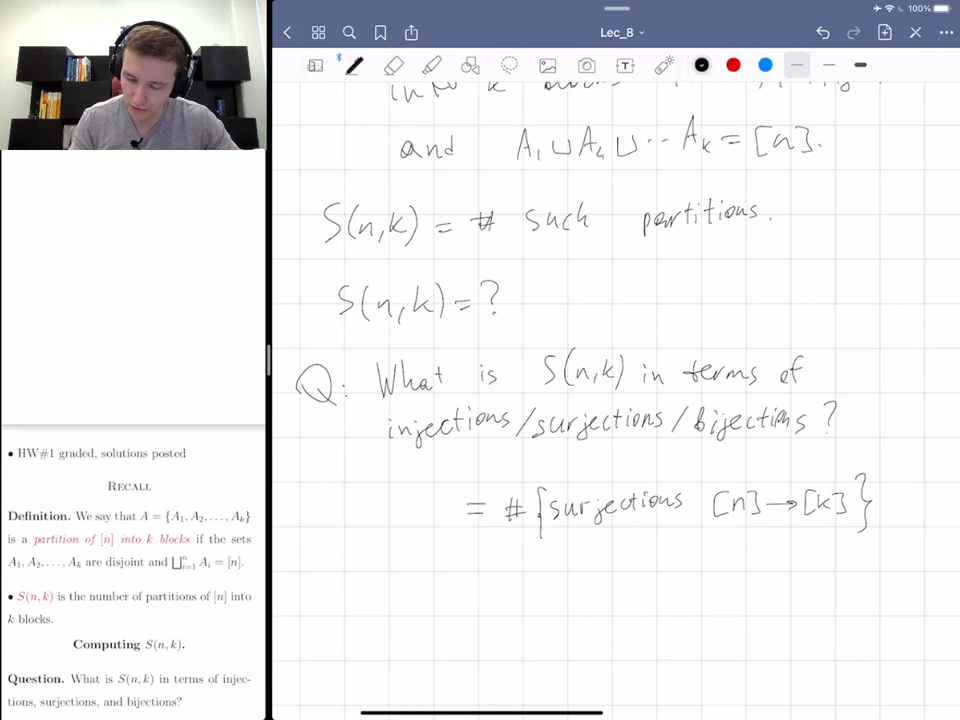 100%
Lec_8
into k
and A₁ ⊔ A₂ ⊔ ... A_k = [n].
S(n,k) = # such partitions.
S(n,k) = ?
Q: What is S(n,k) in terms of
injections/surjections/bijections?
= # {surjections [n] → [k]}
• HW#1 graded, solutions posted
RECALL
Definition. We say that A = {A₁, A₂, . . . , A_k}
is a partition of [n] into k blocks if the sets
A₁, A₂, . . . , A_k are disjoint and ⨆ⁿᵢ₌₁ Aᵢ = [n].
• S(n, k) is the number of partitions of [n] into
k blocks.
Computing S(n, k).
Question. What is S(n, k) in terms of injec-
tions, surjections, and bijections?